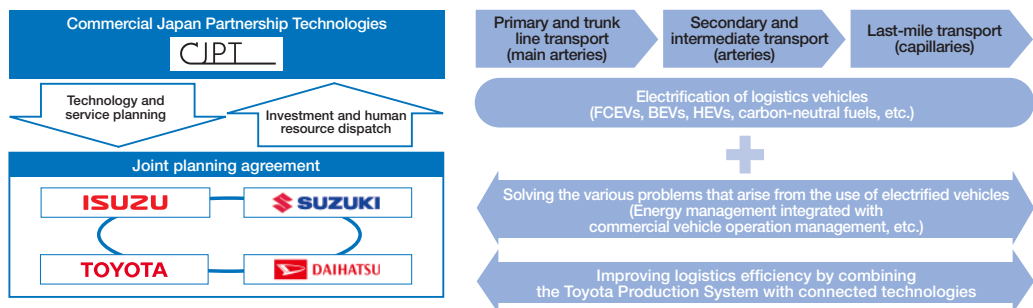 Commercial Japan Partnership Technologies
CJPT
Technology and
service planning
Investment and human
resource dispatch
Joint planning agreement
ISUZU
SUZUKI
TOYOTA
DAIHATSU
Primary and trunk
line transport
(main arteries)
Secondary and
intermediate transport
(arteries)
Last-mile transport
(capillaries)
Electrification of logistics vehicles
(FCEVs, BEVs, HEVs, carbon-neutral fuels, etc.)
Solving the various problems that arise from the use of electrified vehicles
(Energy management integrated with
commercial vehicle operation management, etc.)
Improving logistics efficiency by combining
the Toyota Production System with connected technologies